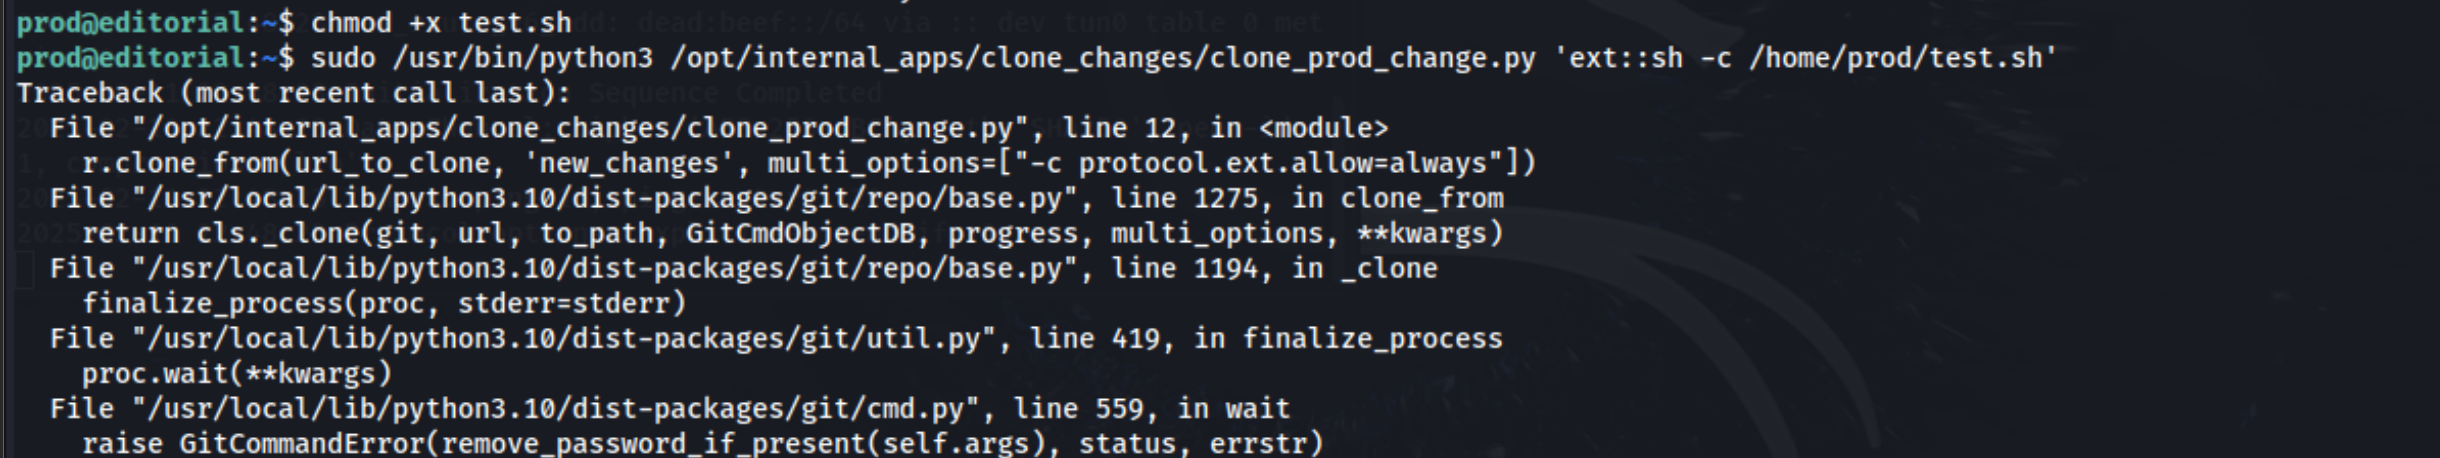 prod@editorial:~$ chmod +x test.sh
prod@editorial:~$ sudo /usr/bin/python3 /opt/internal_apps/clone_changes/clone_prod_change.py 'ext::sh -c /home/prod/test.sh'
Traceback (most recent call last):
  File "/opt/internal_apps/clone_changes/clone_prod_change.py", line 12, in <module>
    r.clone_from(url_to_clone, 'new_changes', multi_options=["-c protocol.ext.allow=always"])
  File "/usr/local/lib/python3.10/dist-packages/git/repo/base.py", line 1275, in clone_from
    return cls._clone(git, url, to_path, GitCmdObjectDB, progress, multi_options, **kwargs)
  File "/usr/local/lib/python3.10/dist-packages/git/repo/base.py", line 1194, in _clone
    finalize_process(proc, stderr=stderr)
  File "/usr/local/lib/python3.10/dist-packages/git/util.py", line 419, in finalize_process
    proc.wait(**kwargs)
  File "/usr/local/lib/python3.10/dist-packages/git/cmd.py", line 559, in wait
    raise GitCommandError(remove_password_if_present(self.args), status, errstr)